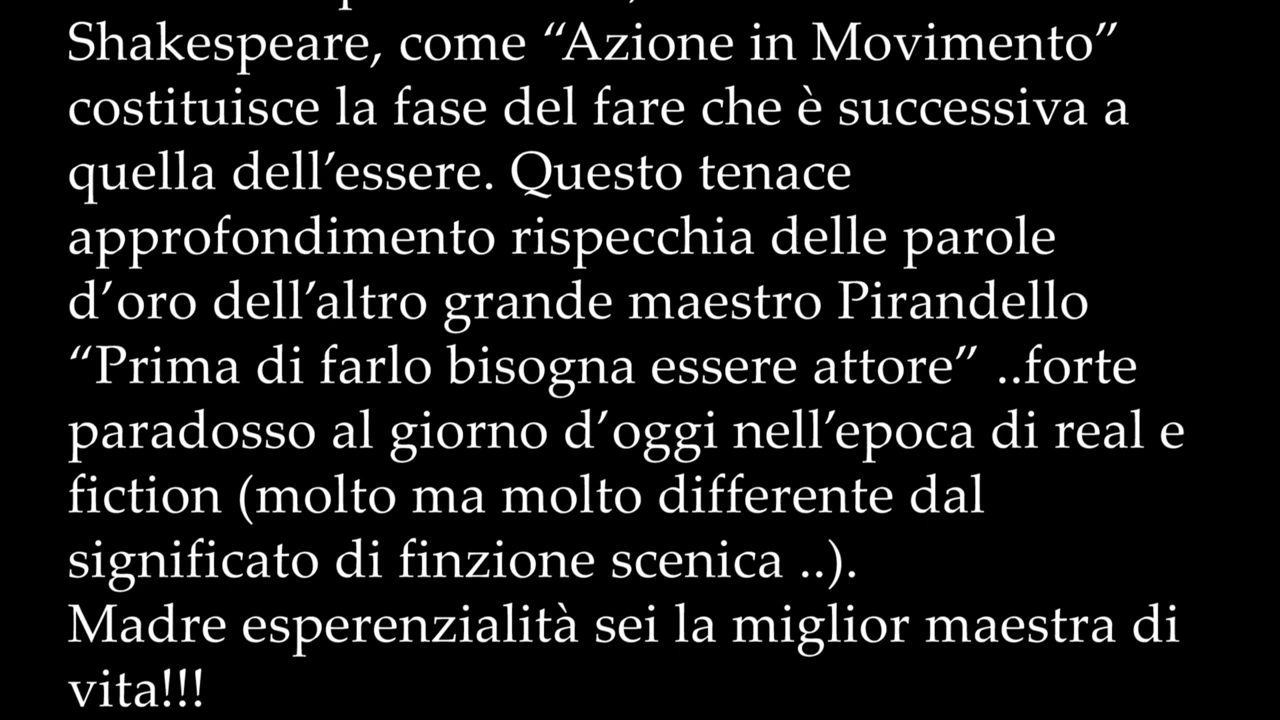 Shakespeare, come “Azione in Movimento”
costituisce la fase del fare che è successiva a
quella dell’essere. Questo tenace
approfondimento rispecchia delle parole
d’oro dell’altro grande maestro Pirandello
“Prima di farlo bisogna essere attore” ..forte
paradosso al giorno d’oggi nell’epoca di real e
fiction (molto ma molto differente dal
significato di finzione scenica ..).
Madre esperenzialità sei la miglior maestra di
vita!!!